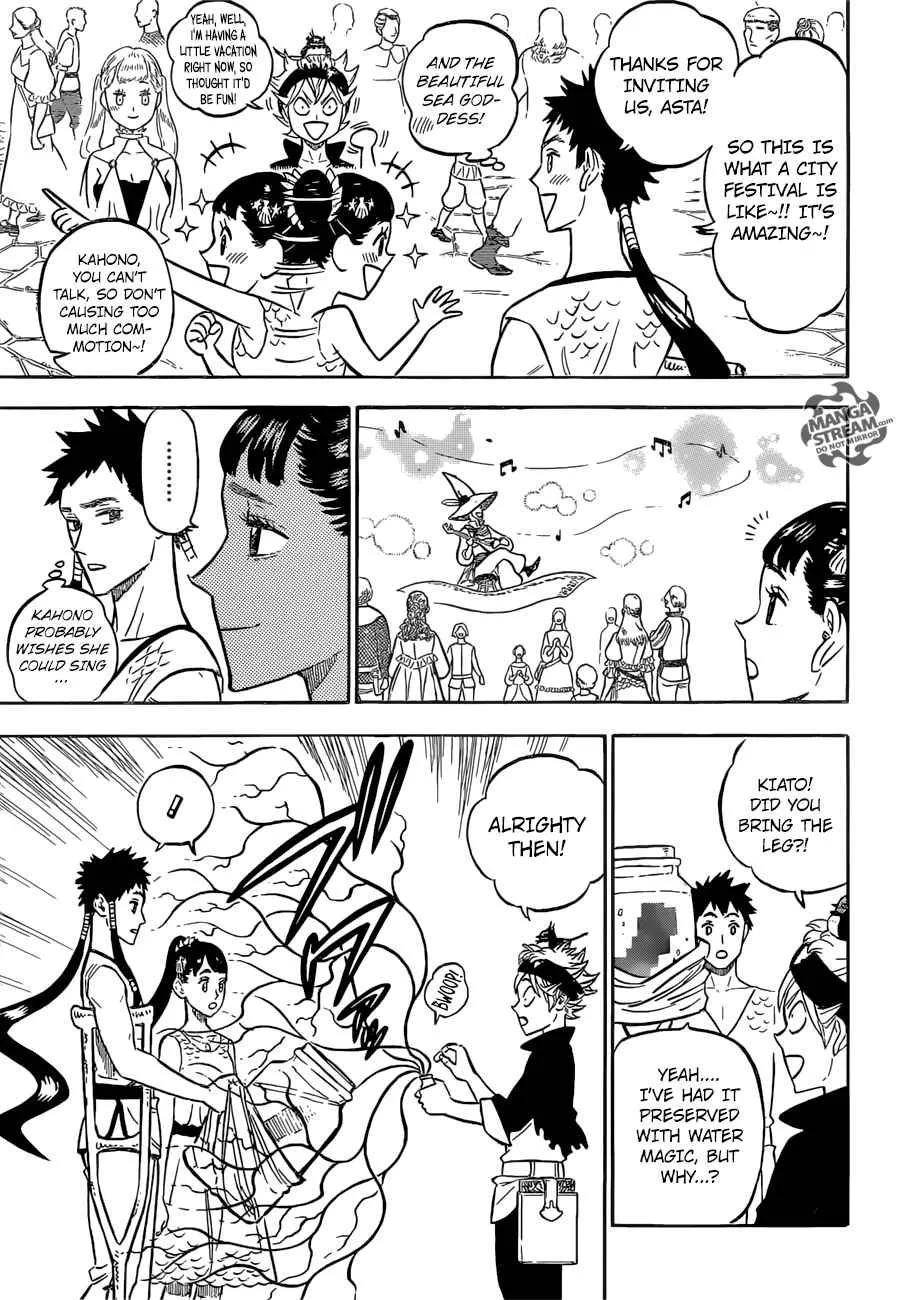 SO THIS IS
WHAT A CITY
FESTIVAL IS
LIKE~!! IT'S
AMAZING~!
THANKS FOR
INVITING
US, ASTA!
AND THE
BEAUTIFUL
SEA GOD-
DESS!
YEAH, WELL,
I'M HAVING A
LITTLE VACATION
RIGHT NOW, SO
THOUGHT IT'D
BE FUN!
KAHONO,
YOU CAN'T
TALK, SO DON'T
CAUSING TOO
MUCH COM-
MOTION~!
MANGA
STREAM.com
DO NOT MIRROR
.........
KAHONO
PROBABLY
WISHES SHE
COULD SING
...
KIATO!
DID YOU
BRING THE
LEG?!
YEAH....
I'VE HAD IT
PRESERVED
WITH WATER
MAGIC, BUT
WHY...?
ALRIGHTY
THEN!
BWOOP!
!